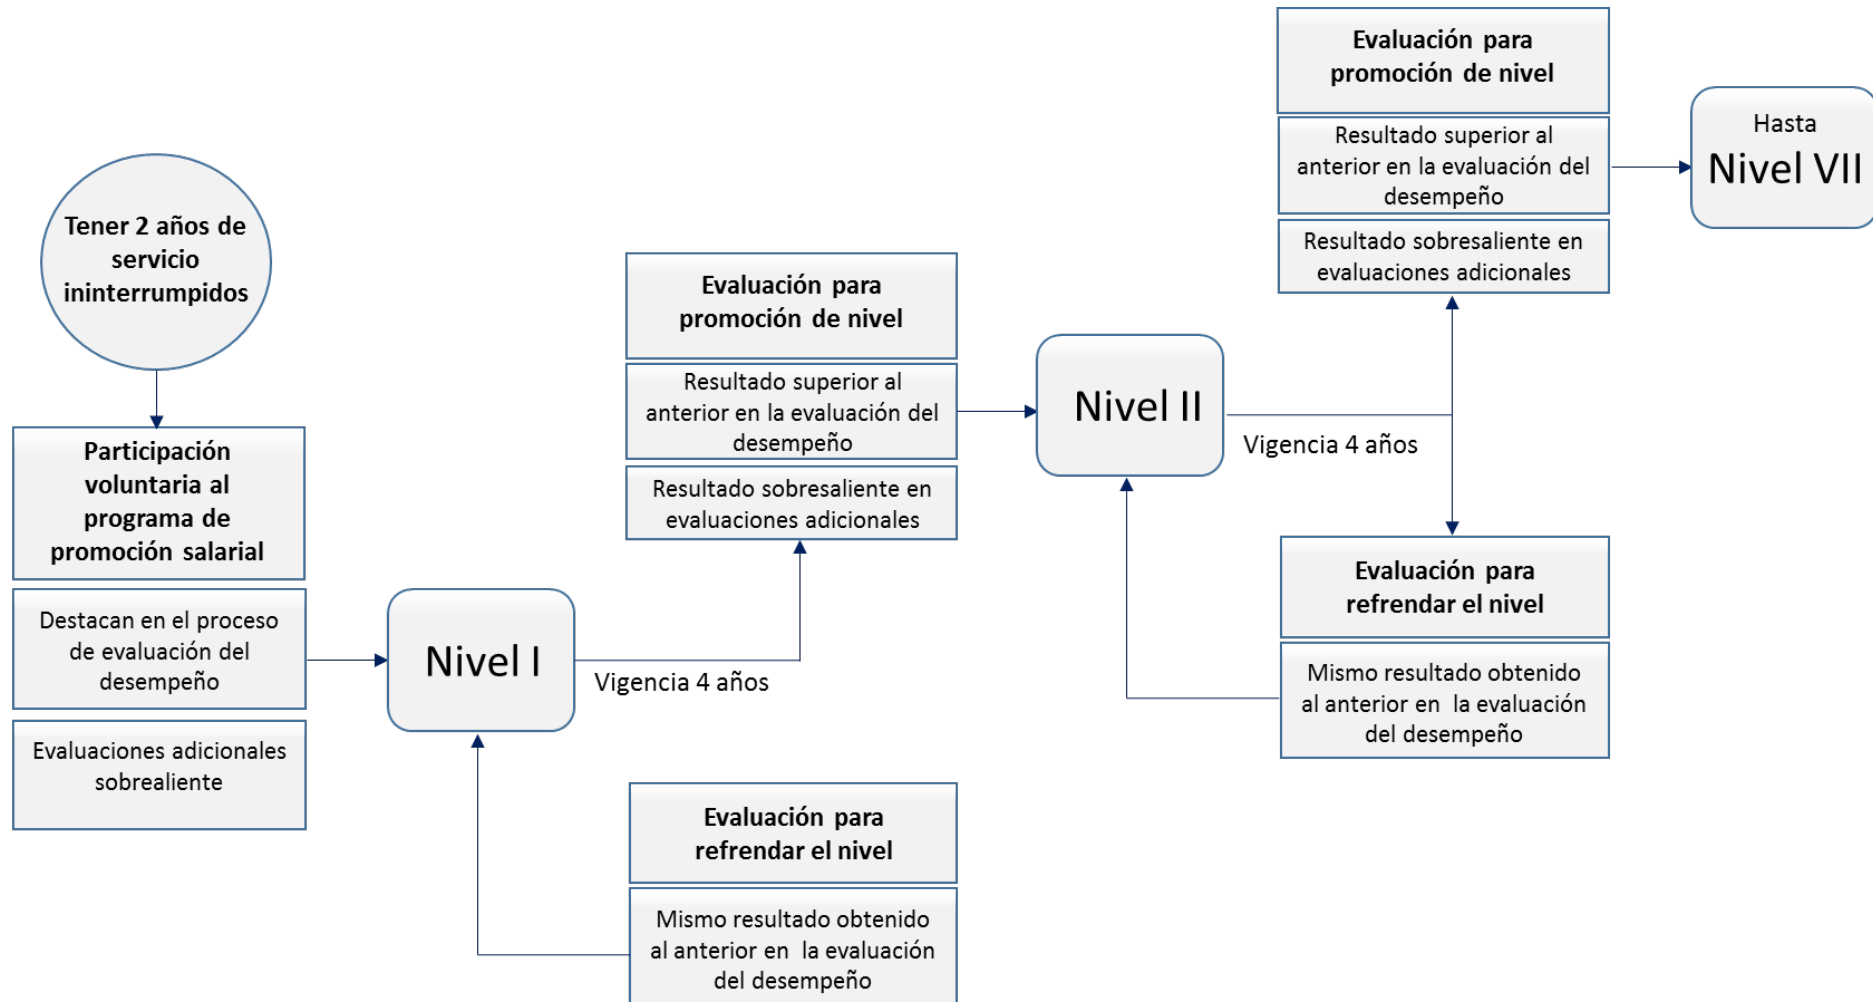 Tener 2 años de
servicio
ininterrumpidos
Participación
voluntaria al
programa de
promoción salarial
Destacan en el proceso
de evaluación del
desempeño
Evaluaciones adicionales
sobrealiente
Nivel I
Vigencia 4 años
Evaluación para
promoción de nivel
Resultado superior al
anterior en la evaluación del
desempeño
Resultado sobresaliente en
evaluaciones adicionales
Evaluación para
refrendar el nivel
Mismo resultado obtenido
al anterior en la evaluación
del desempeño
Nivel II
Vigencia 4 años
Evaluación para
promoción de nivel
Resultado superior al
anterior en la evaluación del
desempeño
Resultado sobresaliente en
evaluaciones adicionales
Evaluación para
refrendar el nivel
Mismo resultado obtenido
al anterior en la evaluación
del desempeño
Hasta
Nivel VII